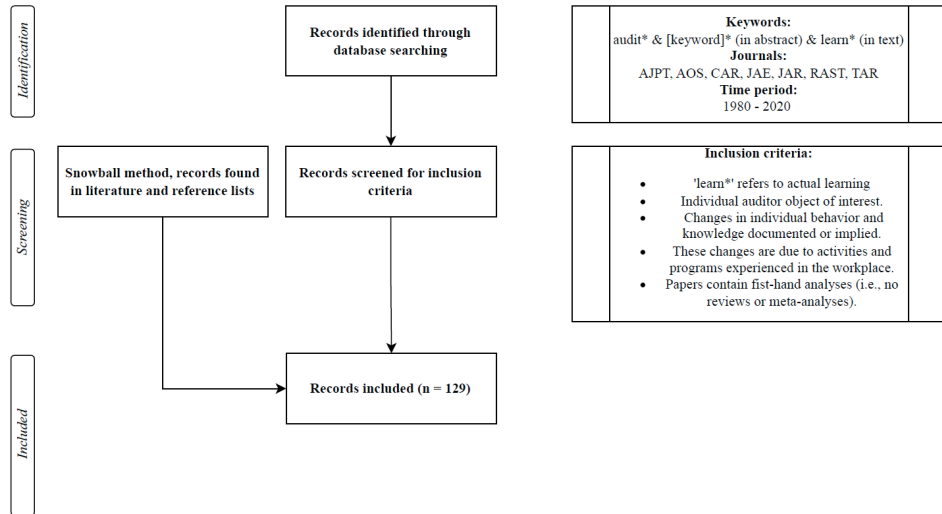 Identification
Records identified through
database searching
Keywords:
audit* & [keyword]* (in abstract) & learn* (in text)
Journals:
AJPT, AOS, CAR, JAE, JAR, RAST, TAR
Time period:
1980 - 2020
Screening
Snowball method, records found
in literature and reference lists
Records screened for inclusion
criteria
Inclusion criteria:
• 'learn*' refers to actual learning
• Individual auditor object of interest.
• Changes in individual behavior and
knowledge documented or implied.
• These changes are due to activities and
programs experienced in the workplace.
• Papers contain fist-hand analyses (i.e., no
reviews or meta-analyses).
Included
Records included (n = 129)